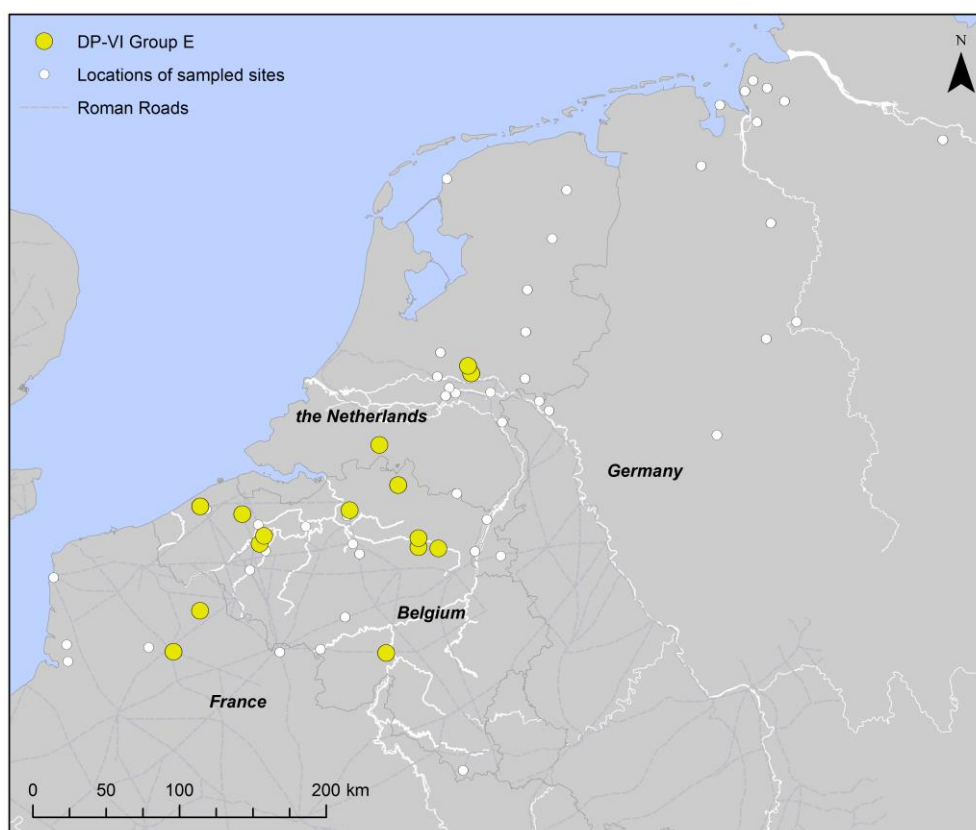 DP-VI Group E
Locations of sampled sites
Roman Roads
N
the Netherlands
Germany
Belgium
France
0 50 100 200 km